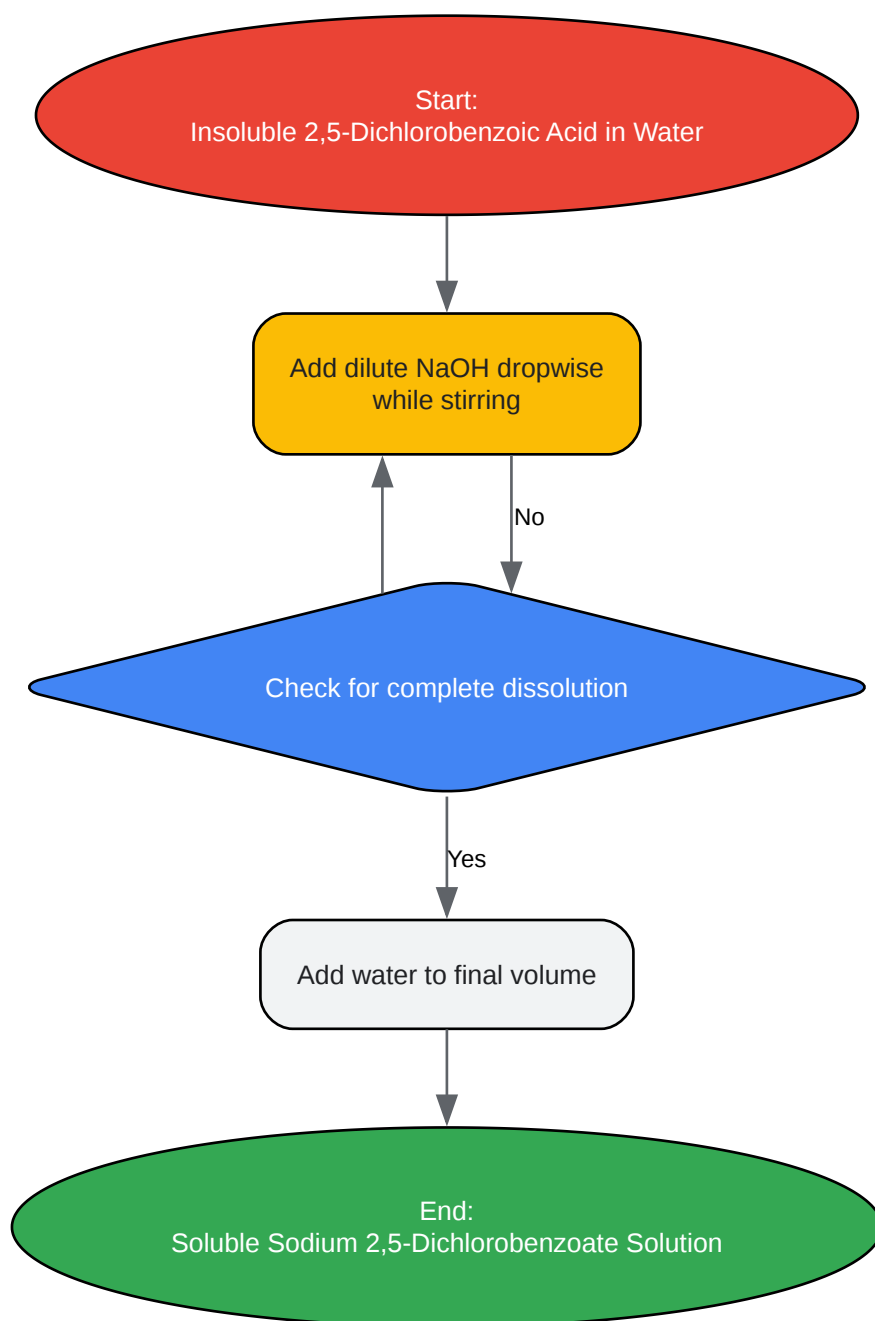 Start:
Insoluble 2,5-Dichlorobenzoic Acid in Water
Add dilute NaOH dropwise
while stirring
No
Check for complete dissolution
Yes
Add water to final volume
End:
Soluble Sodium 2,5-Dichlorobenzoate Solution